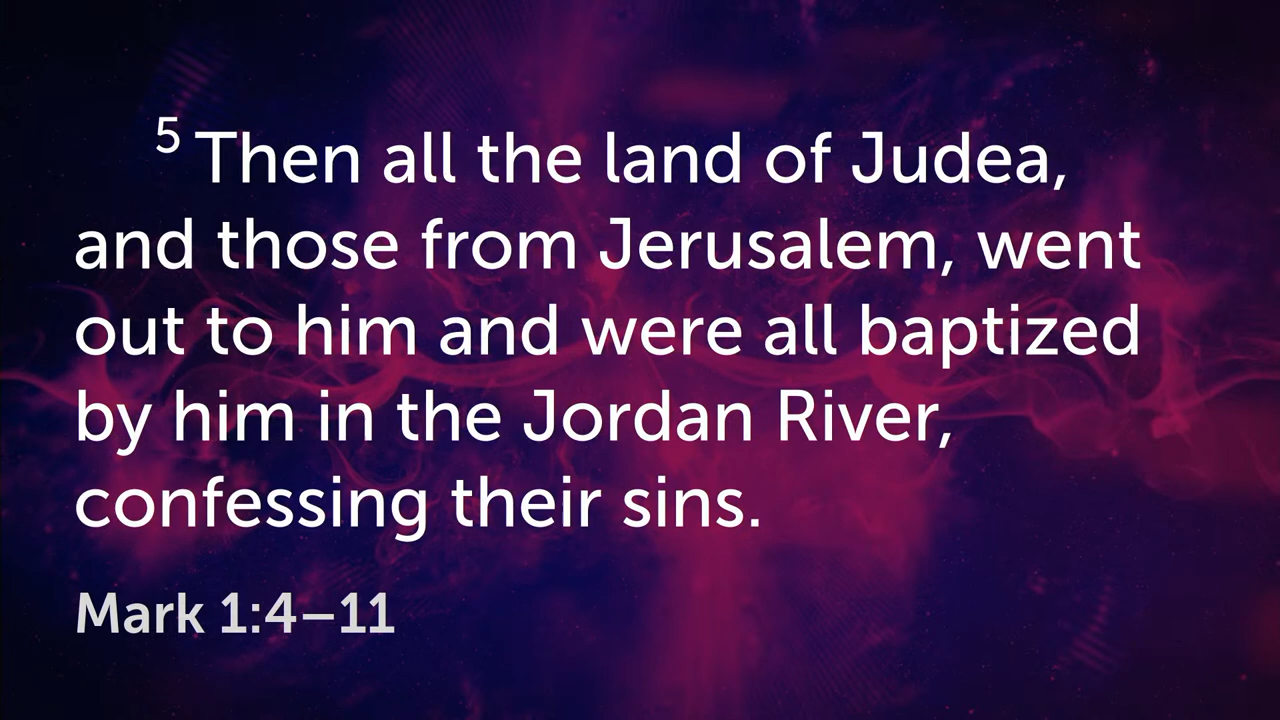 5 Then all the land of Judea,
and those from Jerusalem, went
out to him and were all baptized
by him in the Jordan River,
confessing their sins.
Mark 1:4–11